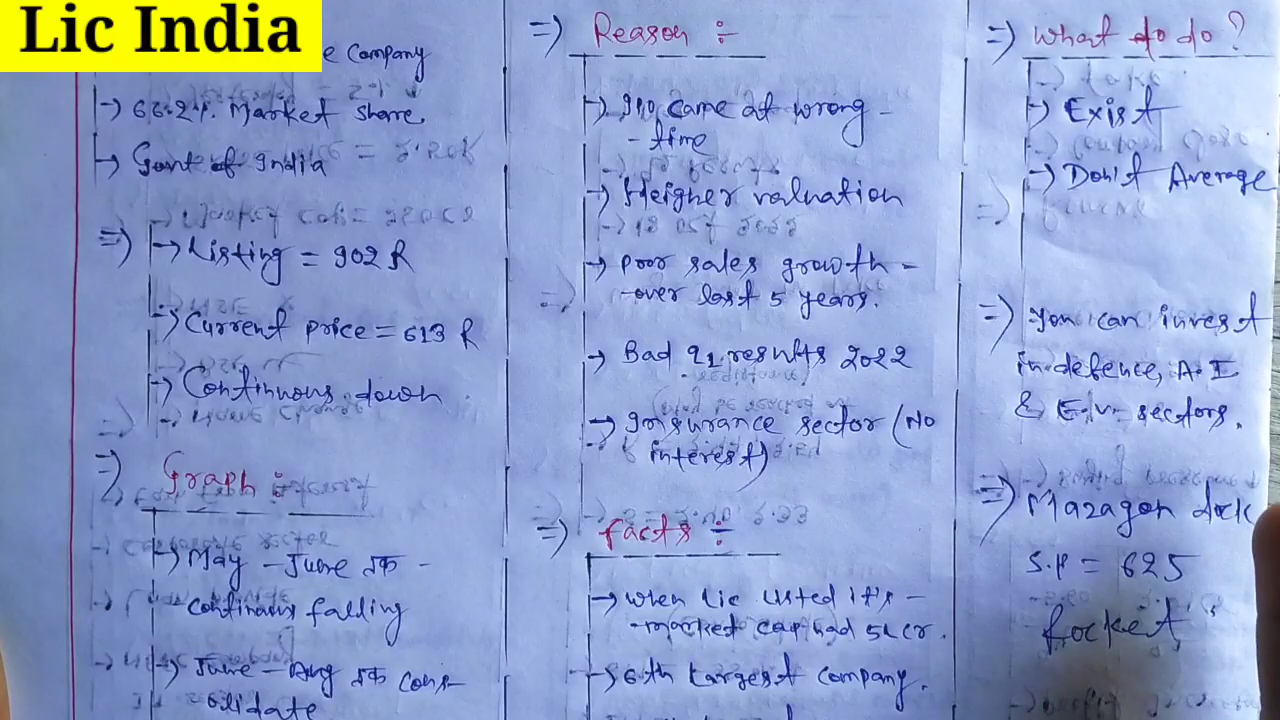 Lic India
e Company
→ 66.2%. Market share.
→ Govt of India
⇒ → Listing = 902 R
→ Current price = 613 R
→ Continuous down
⇒ Graph ÷
→ May - June तक -
- continuous falling
→ June - Aug तक cons-
olidate
⇒ Reason ÷
→ IPO came at wrong -
- time
→ Heigher valuation
→ Poor sales growth -
- over last 5 years.
→ Bad Q1 results 2022
→ Insurance sector (No
interest)
⇒ facts ÷
→ When Lic listed it's -
- market cap had 5L cr.
→ 6th largest company.
⇒ What to do?
→ Exist
→ Don't Average
⇒ You can invest
in defence, A.I
& E.V. sectors.
⇒ Mazagon dock
S.P = 625
Rocket